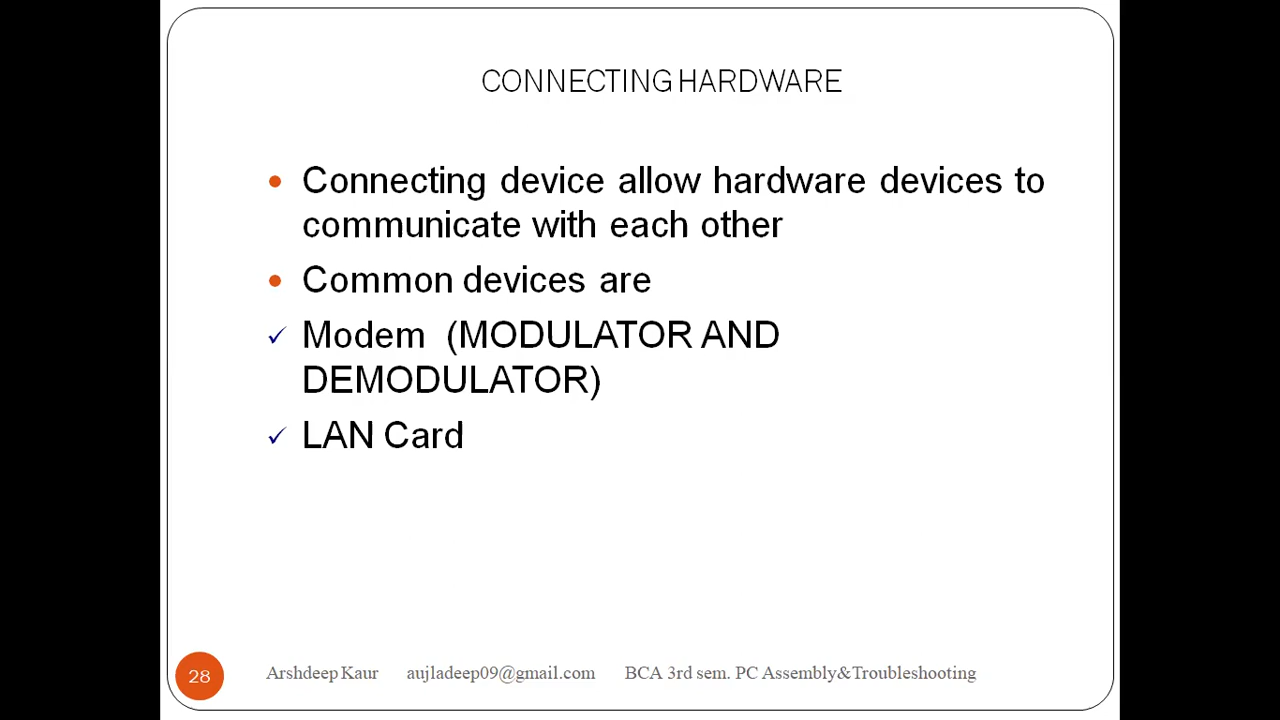 CONNECTING HARDWARE
Connecting device allow hardware devices to
communicate with each other
Common devices are
Modem (MODULATOR AND
DEMODULATOR)
LAN Card
28
Arshdeep Kaur aujladeep09@gmail.com BCA 3rd sem. PC Assembly&Troubleshooting